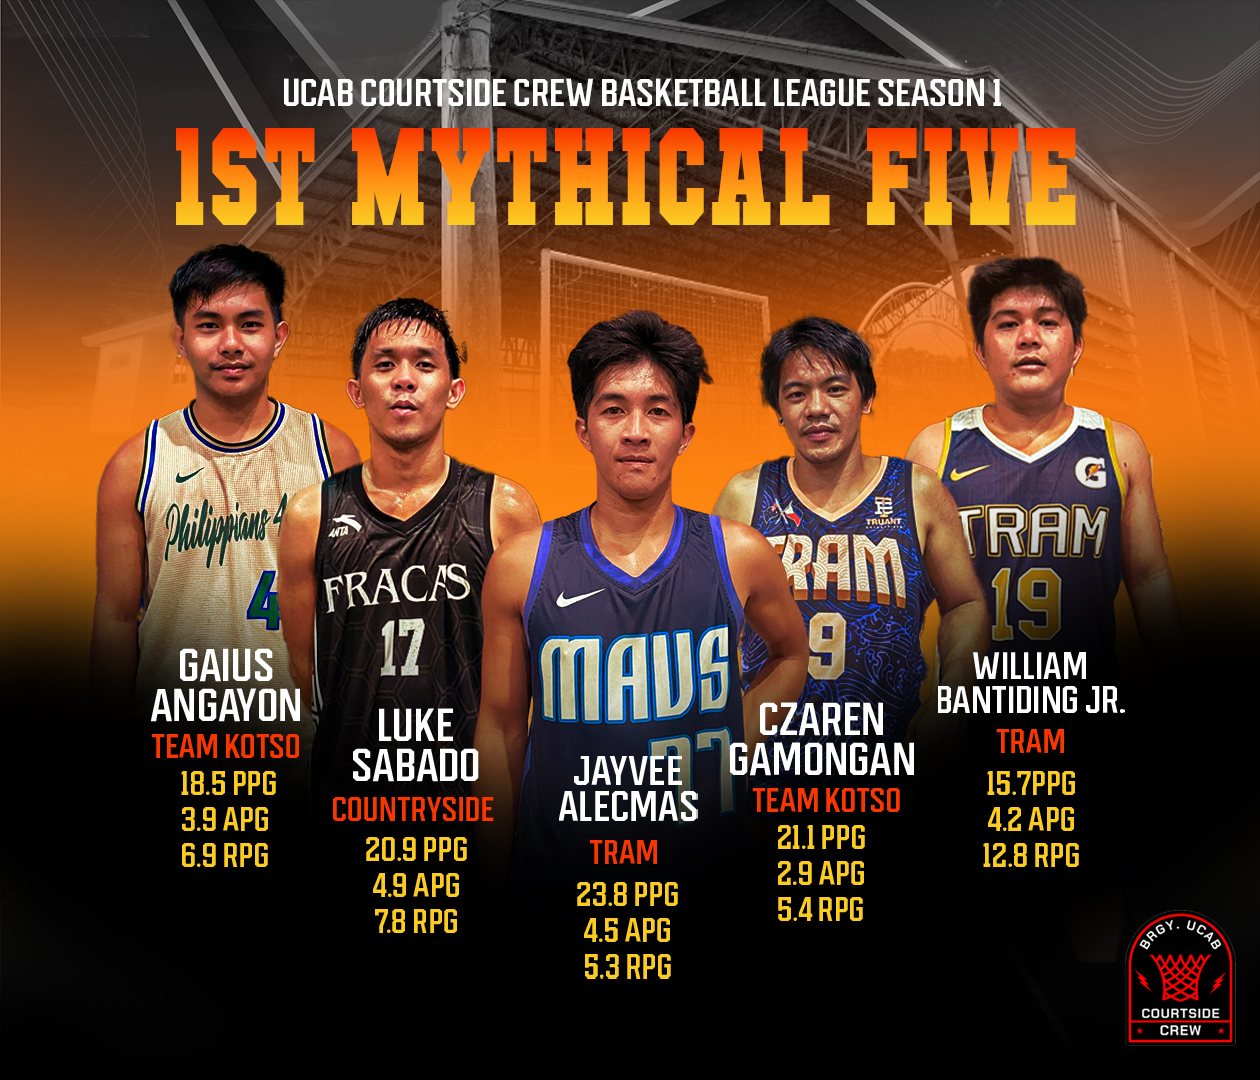 UCAB COURTSIDE CREW BASKETBALL LEAGUE SEASON 1
1ST MYTHICAL FIVE
Philippians 4
4
GAIUS
ANGAYON
TEAM KOTSO
18.5 PPG
3.9 APG
6.9 RPG
ANTA
FRACAS
17
LUKE
SABADO
COUNTRYSIDE
20.9 PPG
4.9 APG
7.8 RPG
MAVS
77
JAYVEE
ALECMAS
TRAM
23.8 PPG
4.5 APG
5.3 RPG
TRUANT
TRAM
9
CZAREN
GAMONGAN
TEAM KOTSO
21.1 PPG
2.9 APG
5.4 RPG
G
TRAM
19
WILLIAM
BANTIDING JR.
TRAM
15.7PPG
4.2 APG
12.8 RPG
BRGY. UCAB
COURTSIDE
CREW